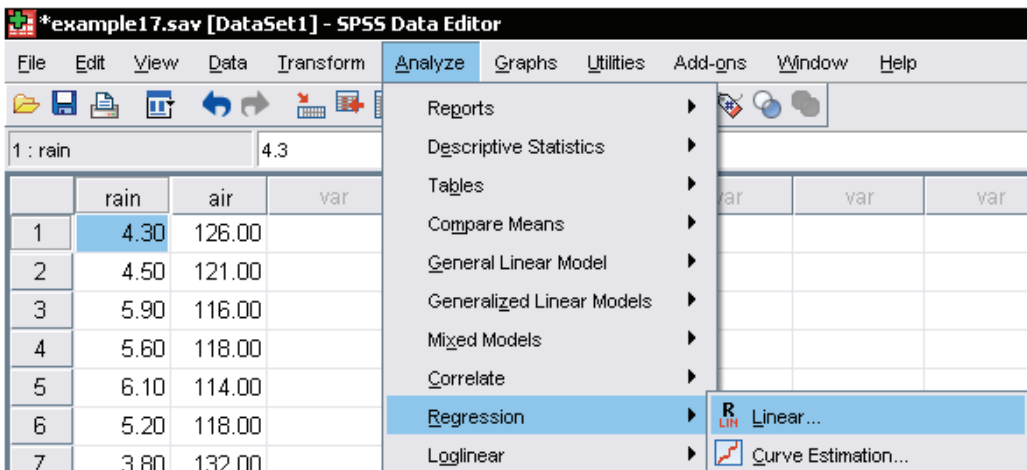 *example17.sav [DataSet1] - SPSS Data Editor
File Edit View Data Transform Analyze Graphs Utilities Add-ons Window Help
1 : rain 4.3
Reports
Descriptive Statistics
Tables
Compare Means
General Linear Model
Generalized Linear Models
Mixed Models
Correlate
Regression
Loglinear
R LIN Linear...
Curve Estimation...
rain air var var var var
1 4.30 126.00
2 4.50 121.00
3 5.90 116.00
4 5.60 118.00
5 6.10 114.00
6 5.20 118.00
7 3.80 132.00